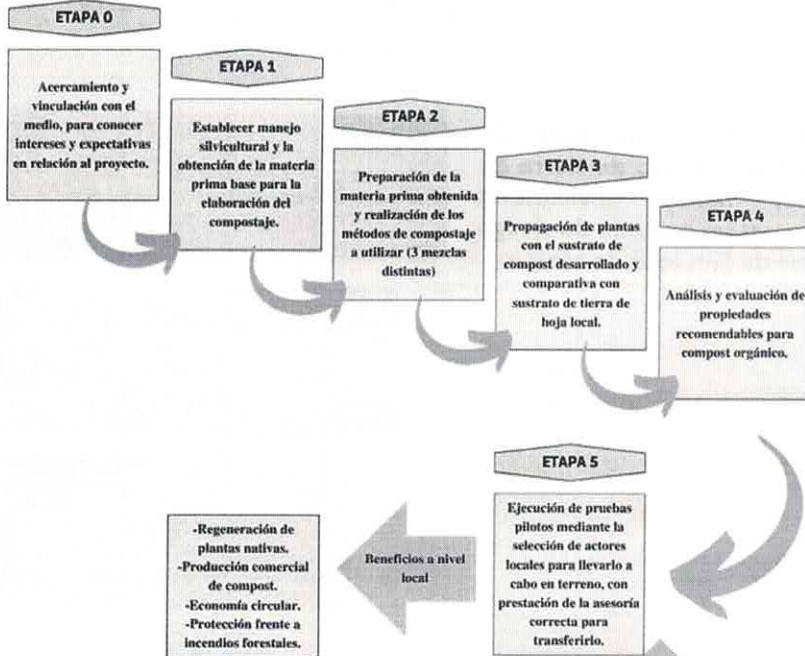 ETAPA 0
Acercamiento y
vinculación con el
medio, para conocer
intereses y expectativas
en relación al proyecto.
ETAPA 1
Establecer manejo
silvicultural y la
obtención de la materia
prima base para la
elaboración del
compostaje.
ETAPA 2
Preparación de la
materia prima obtenida
y realización de los
métodos de compostaje
a utilizar (3 mezclas
distintas)
ETAPA 3
Propagación de plantas
con el sustrato de
compost desarrollado y
comparativa con
sustrato de tierra de
hoja local.
ETAPA 4
Análisis y evaluación de
propiedades
recomendables para
compost orgánico.
ETAPA 5
Ejecución de pruebas
pilotos mediante la
selección de actores
locales para llevarlo a
cabo en terreno, con
prestación de la asesoría
correcta para
transferirlo.
Beneficios a nivel
local
-Regeneración de
plantas nativas.
-Producción comercial
de compost.
-Economía circular.
-Protección frente a
incendios forestales.